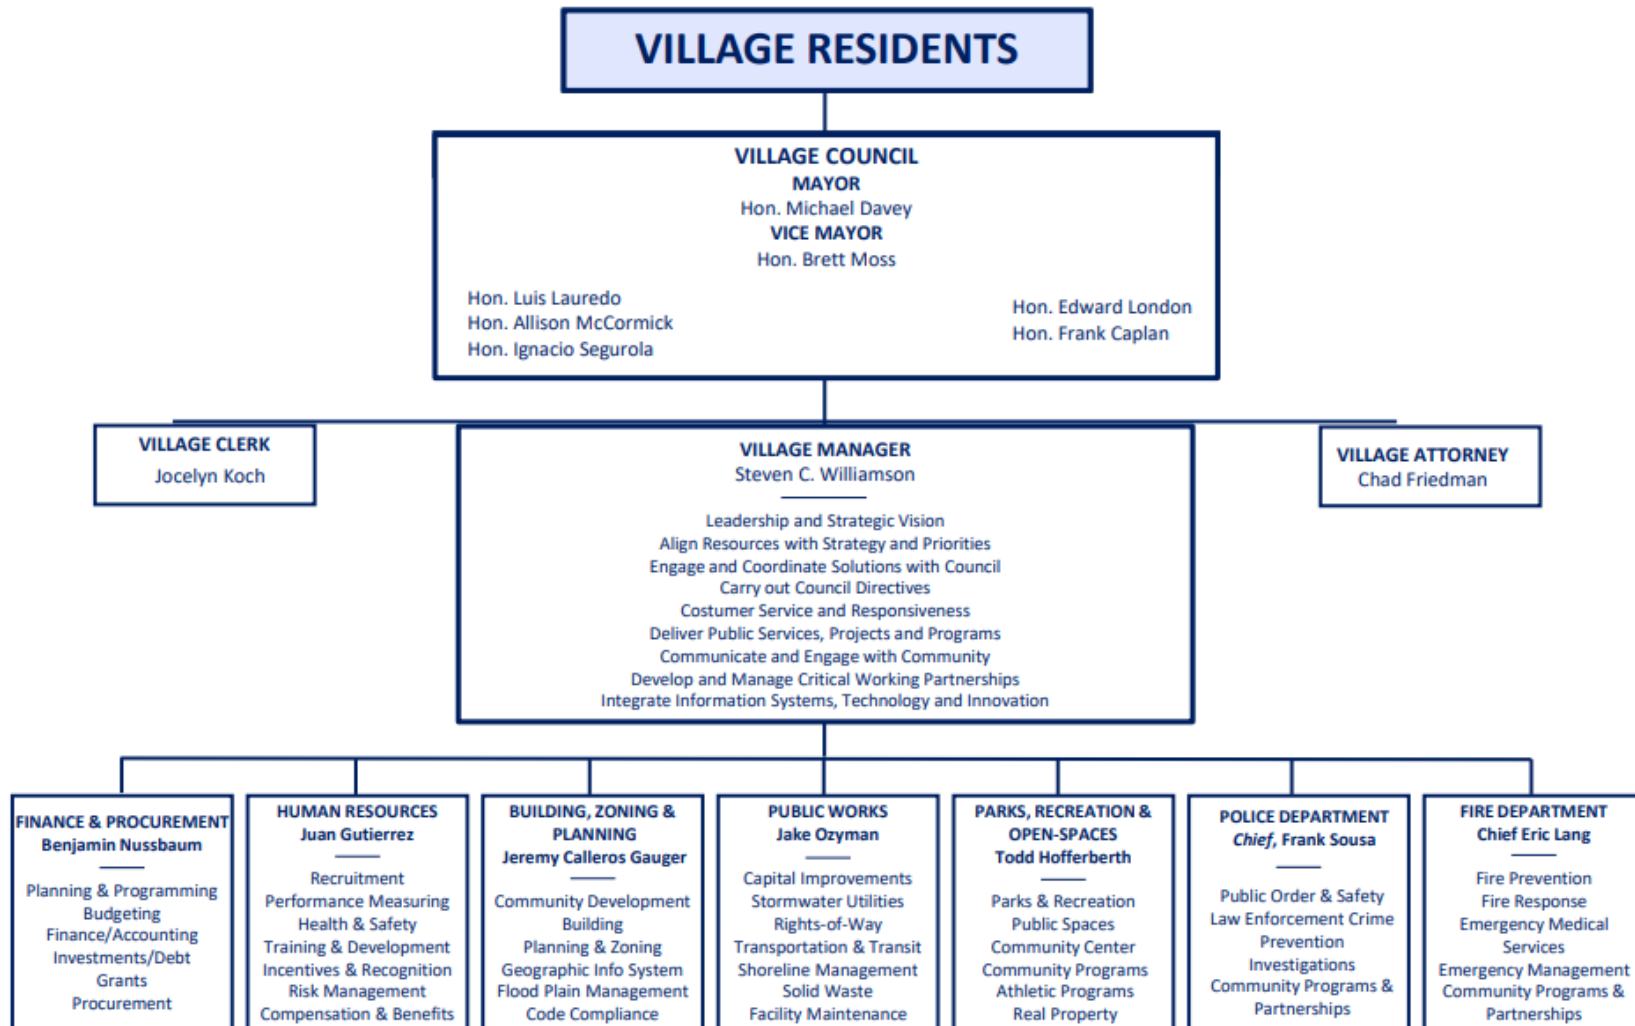 VILLAGE RESIDENTS
VILLAGE COUNCIL
MAYOR
Hon. Michael Davey
VICE MAYOR
Hon. Brett Moss
Hon. Luis Lauredo
Hon. Allison McCormick
Hon. Ignacio Segurola
Hon. Edward London
Hon. Frank Caplan
VILLAGE CLERK
Jocelyn Koch
VILLAGE MANAGER
Steven C. Williamson
Leadership and Strategic Vision
Align Resources with Strategy and Priorities
Engage and Coordinate Solutions with Council
Carry out Council Directives
Costumer Service and Responsiveness
Deliver Public Services, Projects and Programs
Communicate and Engage with Community
Develop and Manage Critical Working Partnerships
Integrate Information Systems, Technology and Innovation
VILLAGE ATTORNEY
Chad Friedman
FINANCE & PROCUREMENT
Benjamin Nussbaum
Planning & Programming
Budgeting
Finance/Accounting
Investments/Debt
Grants
Procurement
HUMAN RESOURCES
Juan Gutierrez
Recruitment
Performance Measuring
Health & Safety
Training & Development
Incentives & Recognition
Risk Management
Compensation & Benefits
BUILDING, ZONING &
PLANNING
Jeremy Calleros Gauger
Community Development
Building
Planning & Zoning
Geographic Info System
Flood Plain Management
Code Compliance
PUBLIC WORKS
Jake Ozyman
Capital Improvements
Stormwater Utilities
Rights-of-Way
Transportation & Transit
Shoreline Management
Solid Waste
Facility Maintenance
PARKS, RECREATION &
OPEN-SPACES
Todd Hofferberth
Parks & Recreation
Public Spaces
Community Center
Community Programs
Athletic Programs
Real Property
POLICE DEPARTMENT
Chief, Frank Sousa
Public Order & Safety
Law Enforcement Crime
Prevention
Investigations
Community Programs &
Partnerships
FIRE DEPARTMENT
Chief Eric Lang
Fire Prevention
Fire Response
Emergency Medical
Services
Emergency Management
Community Programs &
Partnerships